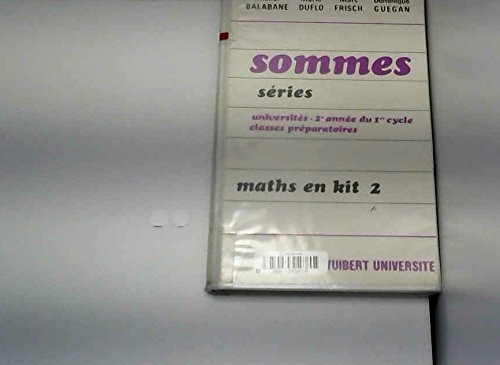 BALABANE DUFLO FRISCH GUEGAN
sommes
séries
universités - 2e année du 1er cycle
classes préparatoires
maths en kit 2
VUIBERT UNIVERSITE